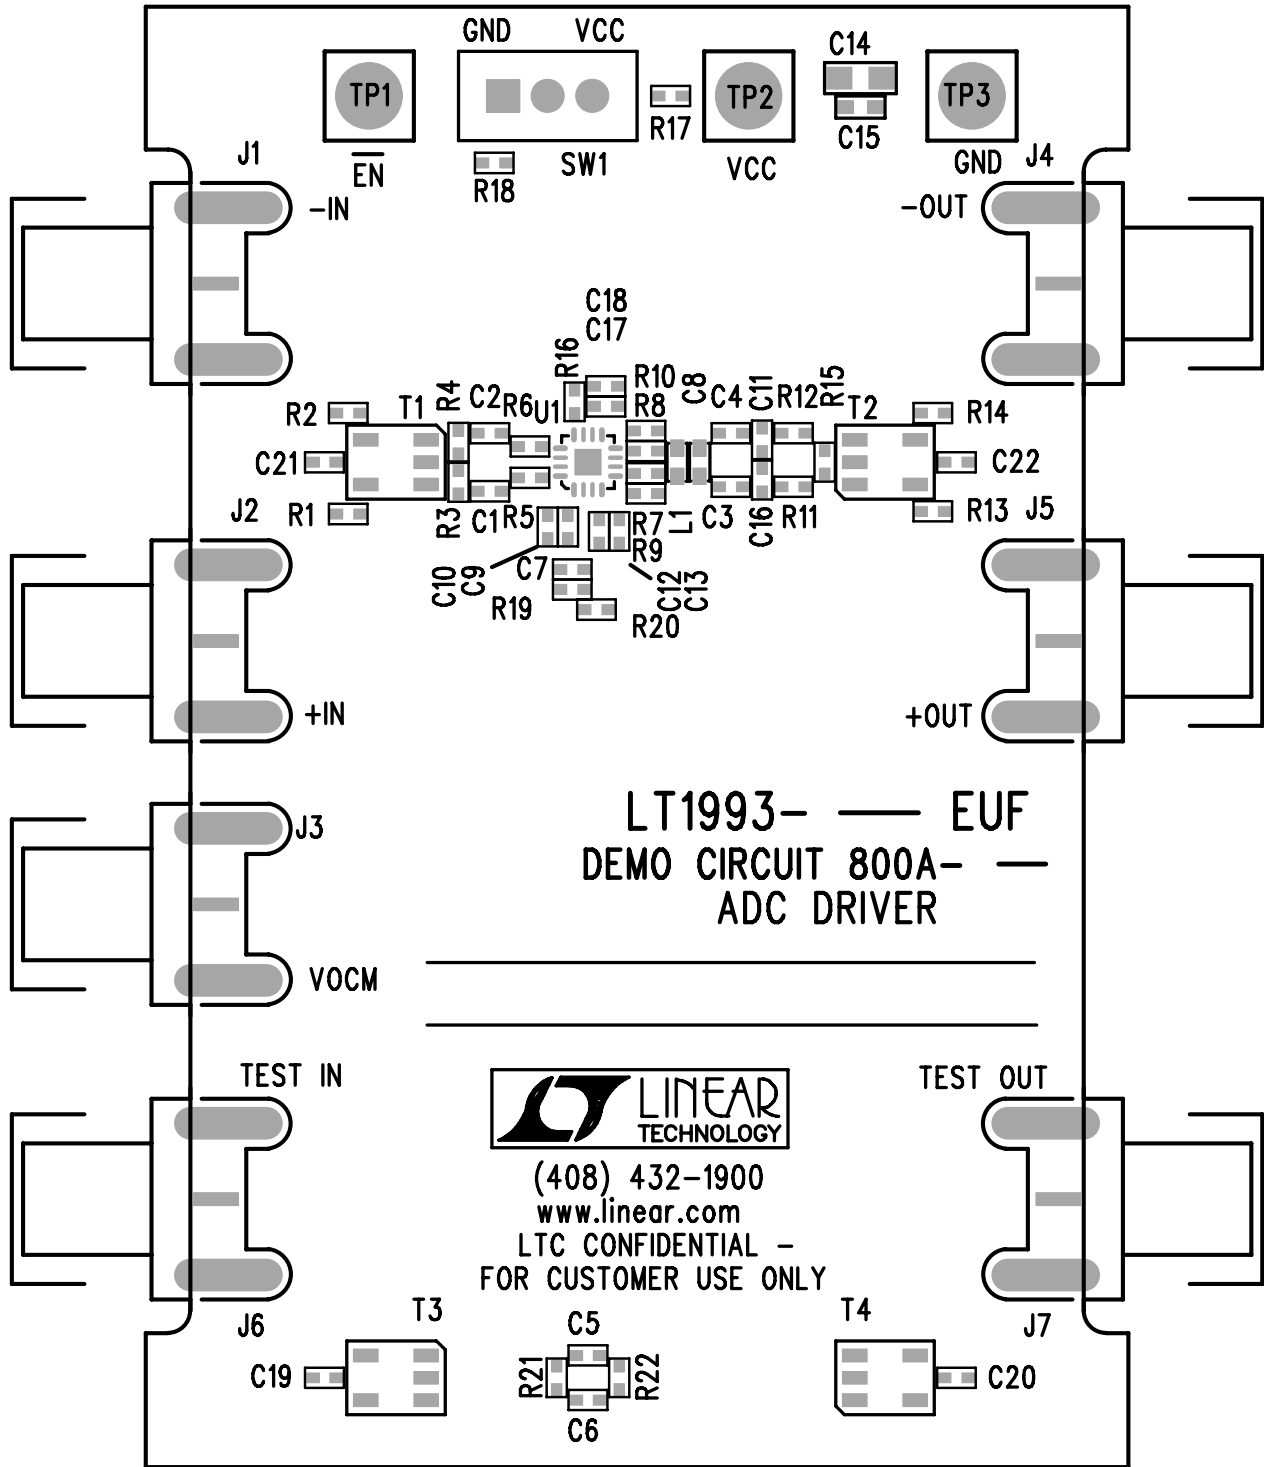 GND VCC C14
TP1 TP2 TP3
R17 C15
J1 EN R18 SW1 VCC GND J4
-IN -OUT
C18
C17
R16 R10 C8 C11 R15
R2 T1 R4 C2 R6 U1 R8 C4 R12 T2 R14
C21 C22
J2 R1 R3 C1 R5 R7 L1 C3 C16 R11 R13 J5
R9
C10 C9 C7 C12 C13
R19 R20
+IN +OUT
LT1993- —— EUF
J3 DEMO CIRCUIT 800A- —
ADC DRIVER
VOCM
TEST IN TEST OUT
LINEAR
TECHNOLOGY
(408) 432-1900
www.linear.com
LTC CONFIDENTIAL -
FOR CUSTOMER USE ONLY
J6 T3 C5 T4 J7
C19 R21 R22 C20
C6